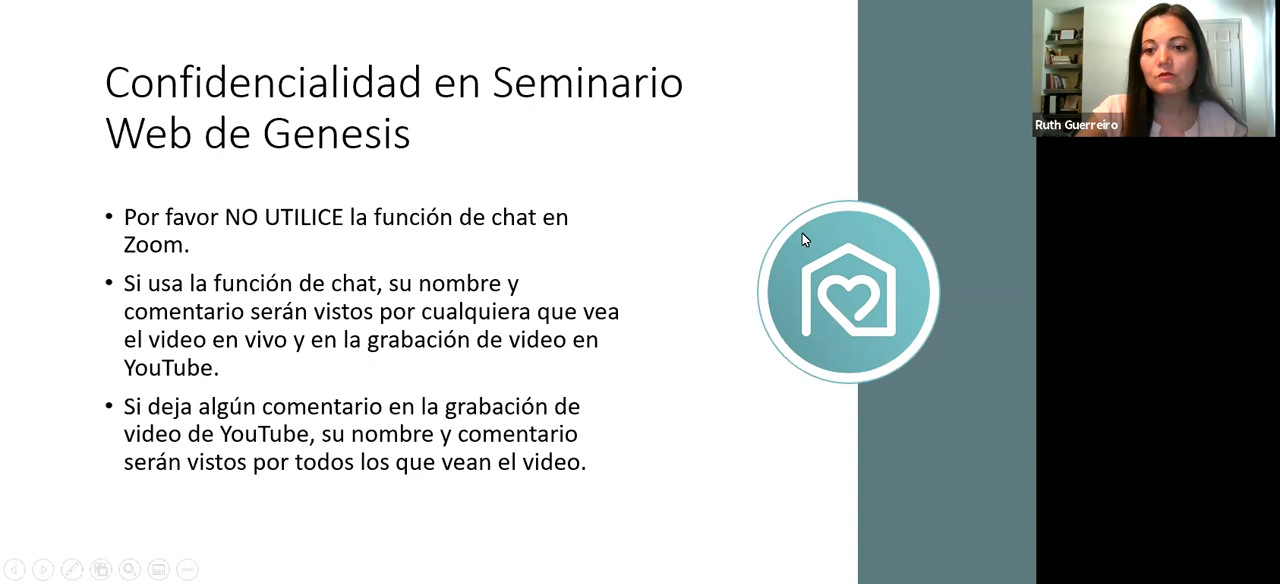 Confidencialidad en Seminario
Web de Genesis
• Por favor NO UTILICE la función de chat en
Zoom.
• Si usa la función de chat, su nombre y
comentario serán vistos por cualquiera que vea
el video en vivo y en la grabación de video en
YouTube.
• Si deja algún comentario en la grabación de
video de YouTube, su nombre y comentario
serán vistos por todos los que vean el video.
Ruth Guerreiro